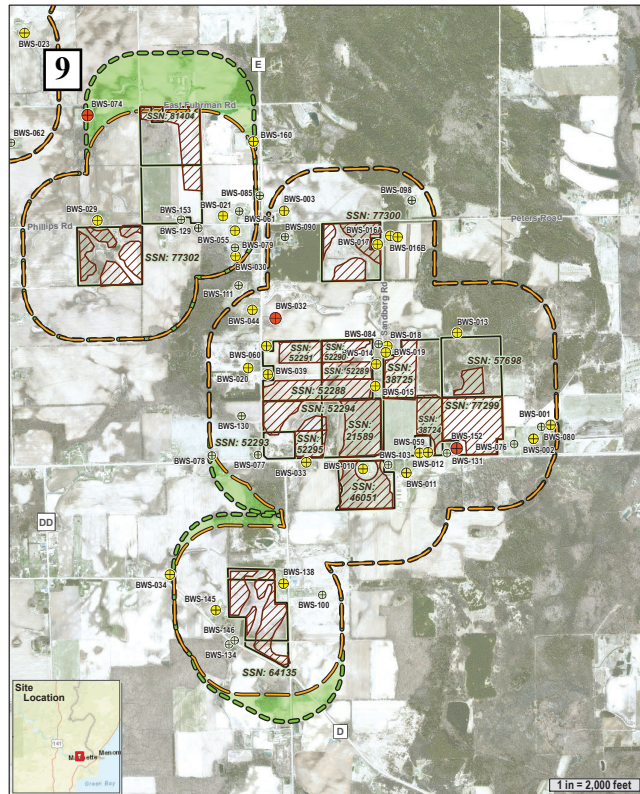 BWS-023
9
E
BWS-074
East Fuhrman Rd
SSN: 81404
BWS-062
BWS-160
BWS-085
BWS-003
BWS-098
BWS-021
BWS-029
BWS-153
BWS-061
SSN: 77300
Phillips Rd
Peters Road
BWS-129
BWS-090
BWS-016A
BWS-055
BWS-017
BWS-016B
BWS-079
SSN: 77302
BWS-030
BWS-111
Sandberg Rd
BWS-032
BWS-044
BWS-013
BWS-084
BWS-018
SSN: 52291
SSN: 52290
BWS-014
BWS-019
BWS-060
SSN: 57698
SSN: 52289
BWS-020
BWS-039
SSN: 38725
SSN: 52288
BWS-015
SSN: 77299
SSN: 52294
BWS-130
SSN: 21589
SSN: 38724
BWS-001
SSN: 52293
BWS-059
BWS-152
BWS-076
BWS-080
SSN: 52295
BWS-103
BWS-002
BWS-078
BWS-077
BWS-012
BWS-131
BWS-033
BWS-010
BWS-011
SSN: 46051
DD
BWS-034
BWS-138
BWS-100
BWS-145
BWS-146
BWS-134
SSN: 64135
Site
Location
141
Menom
Green Bay
D
1 in = 2,000 feet